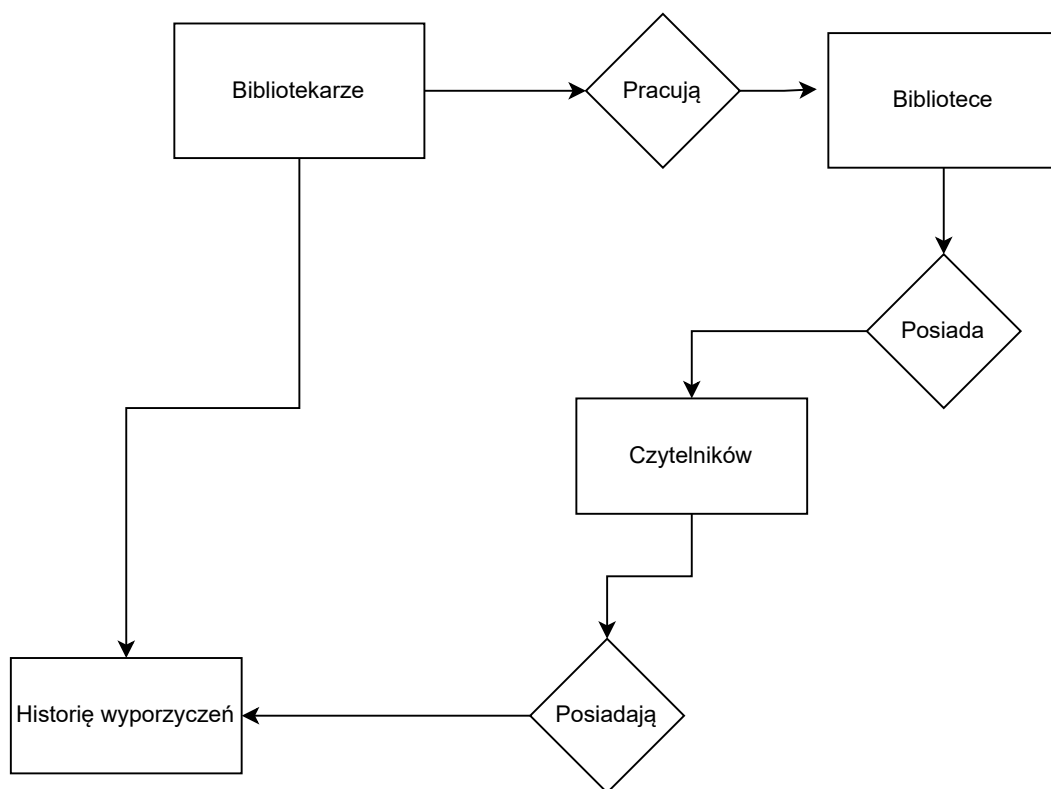 Bibliotekarze
Pracują
Bibliotece
Posiada
Czytelników
Posiadają
Historię wyporzyczeń